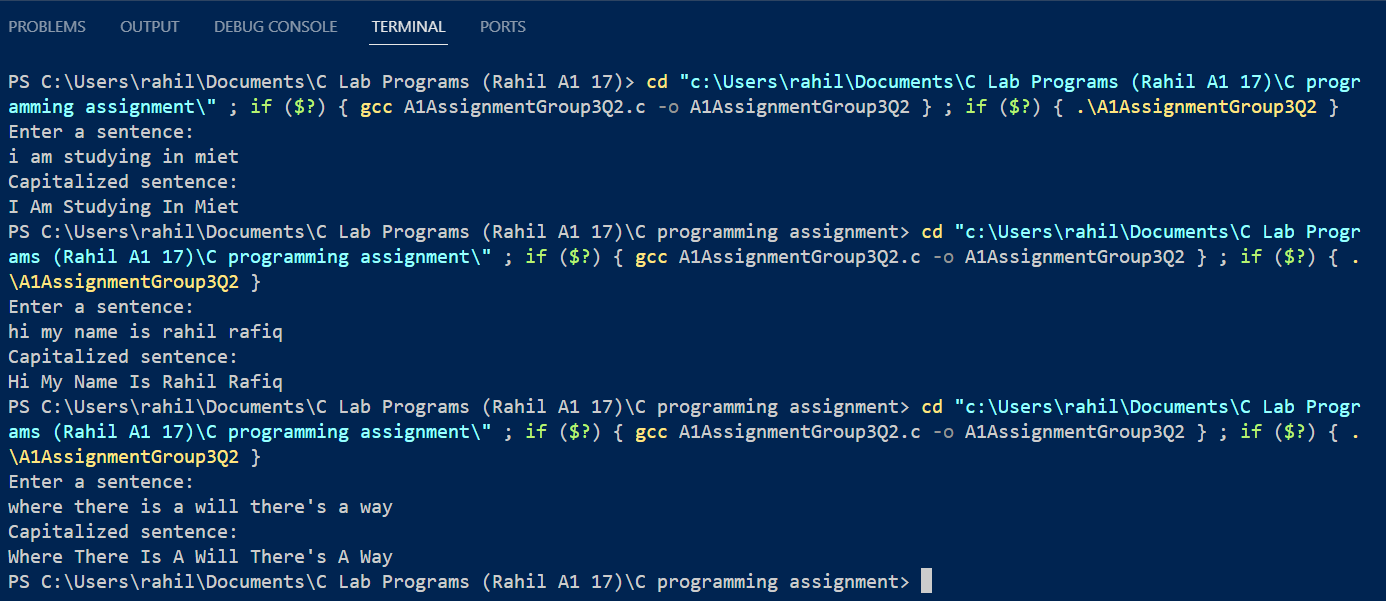 PROBLEMS OUTPUT DEBUG CONSOLE TERMINAL PORTS
PS C:\Users\rahil\Documents\C Lab Programs (Rahil A1 17)> cd "c:\Users\rahil\Documents\C Lab Programs (Rahil A1 17)\C progr
amming assignment\" ; if ($?) { gcc A1AssignmentGroup3Q2.c -o A1AssignmentGroup3Q2 } ; if ($?) { .\A1AssignmentGroup3Q2 }
Enter a sentence:
i am studying in miet
Capitalized sentence:
I Am Studying In Miet
PS C:\Users\rahil\Documents\C Lab Programs (Rahil A1 17)\C programming assignment> cd "c:\Users\rahil\Documents\C Lab Progr
ams (Rahil A1 17)\C programming assignment\" ; if ($?) { gcc A1AssignmentGroup3Q2.c -o A1AssignmentGroup3Q2 } ; if ($?) { .
\A1AssignmentGroup3Q2 }
Enter a sentence:
hi my name is rahil rafiq
Capitalized sentence:
Hi My Name Is Rahil Rafiq
PS C:\Users\rahil\Documents\C Lab Programs (Rahil A1 17)\C programming assignment> cd "c:\Users\rahil\Documents\C Lab Progr
ams (Rahil A1 17)\C programming assignment\" ; if ($?) { gcc A1AssignmentGroup3Q2.c -o A1AssignmentGroup3Q2 } ; if ($?) { .
\A1AssignmentGroup3Q2 }
Enter a sentence:
where there is a will there's a way
Capitalized sentence:
Where There Is A Will There's A Way
PS C:\Users\rahil\Documents\C Lab Programs (Rahil A1 17)\C programming assignment>